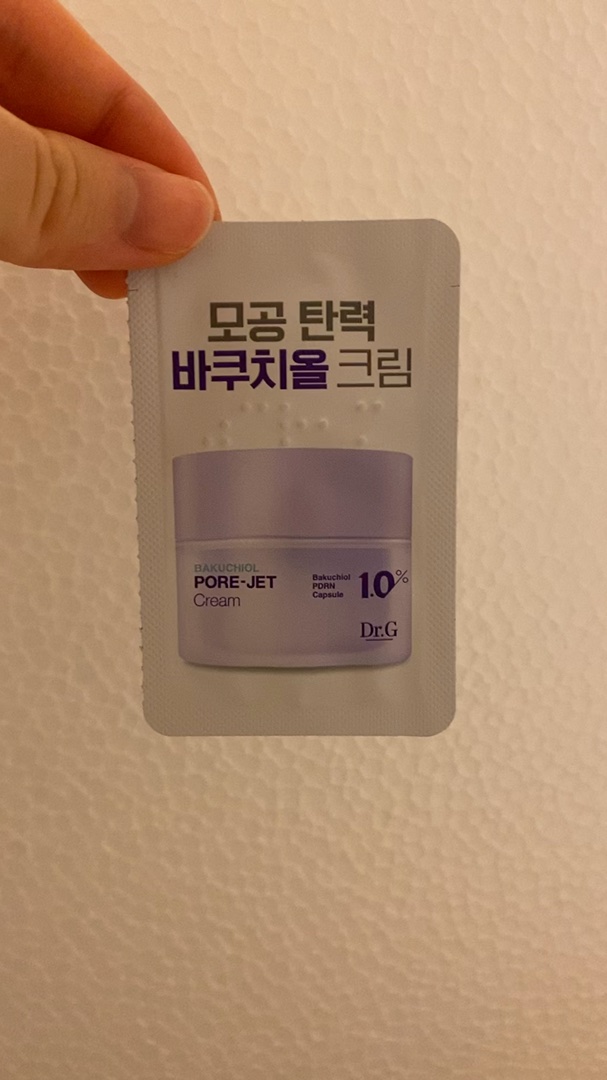 모공 탄력
바쿠치올 크림
BAKUCHIOL
PORE-JET
Cream
Bakuchiol
PDRN
Capsule
1.0%
Dr.G